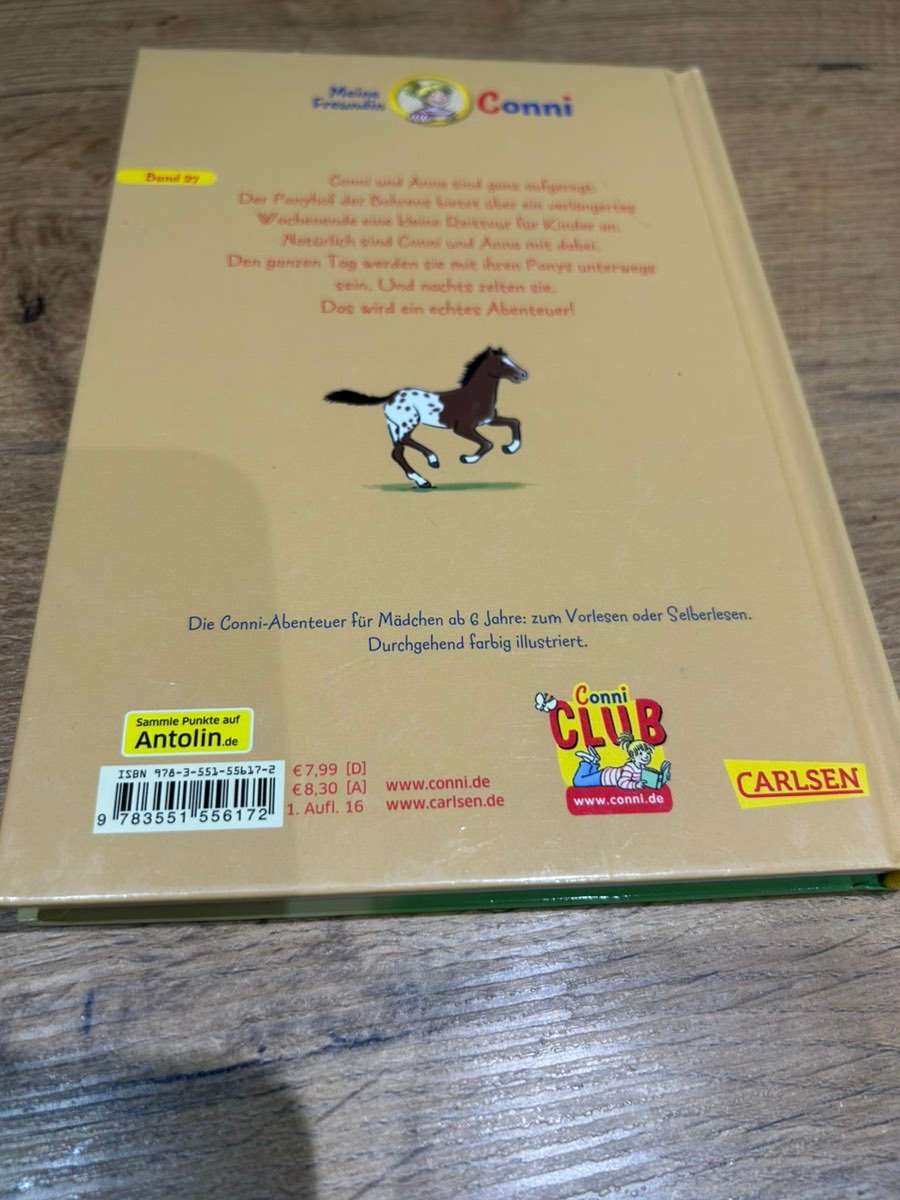 Meine
Freundin
Conni
Band 27
Conni und Anna sind ganz aufgeregt:
Der Ponyhof der Behrens bietet über ein verlängertes
Wochenende eine kleine Reittour für Kinder an.
Natürlich sind Conni und Anna mit dabei.
Den ganzen Tag werden sie mit ihren Ponys unterwegs
sein. Und nachts zelten sie.
Das wird ein echtes Abenteuer!
Die Conni-Abenteuer für Mädchen ab 6 Jahre: zum Vorlesen oder Selberlesen.
Durchgehend farbig illustriert.
Sammle Punkte auf
Antolin.de
ISBN 978-3-551-55617-2
9 783551 556172
€ 7,99 [D]
€ 8,30 [A]
1. Aufl. 16
www.conni.de
www.carlsen.de
Conni
CLUB
www.conni.de
CARLSEN